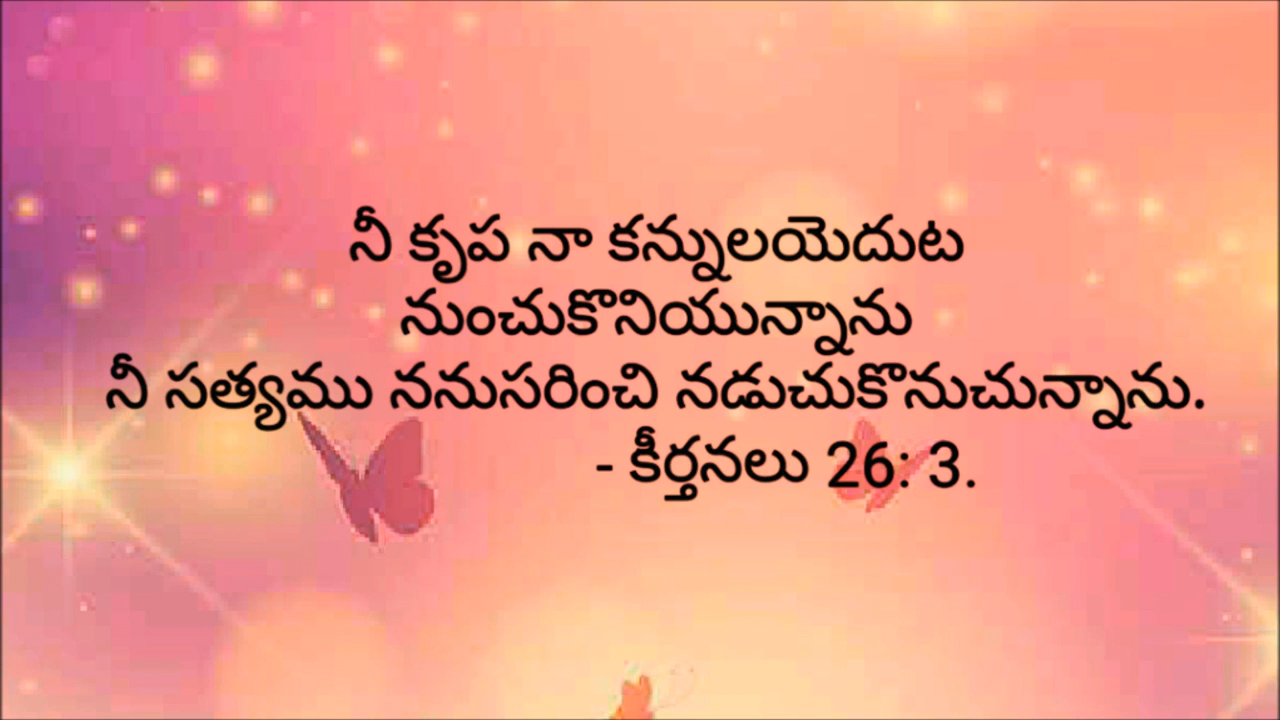 నీ కృప నా కన్నులయెదుట
నుంచుకొనియున్నాను
నీ సత్యము ననుసరించి నడుచుకొనుచున్నాను.
- కీర్తనలు 26: 3.